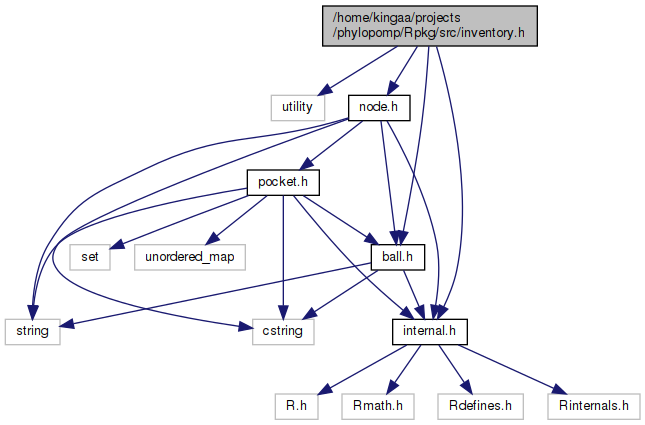 /home/kingaa/projects
/phylopomp/Rpkg/src/inventory.h
utility
node.h
pocket.h
set
unordered_map
ball.h
string
cstring
internal.h
R.h
Rmath.h
Rdefines.h
Rinternals.h